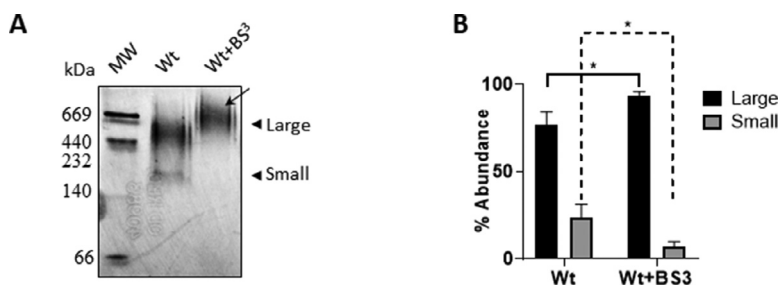 A
kDa
MW
Wt
Wt+BS³
669
440
232
140
66
Large
Small
B
*
*
100
50
0
% Abundance
Large
Small
Wt
Wt+BS3